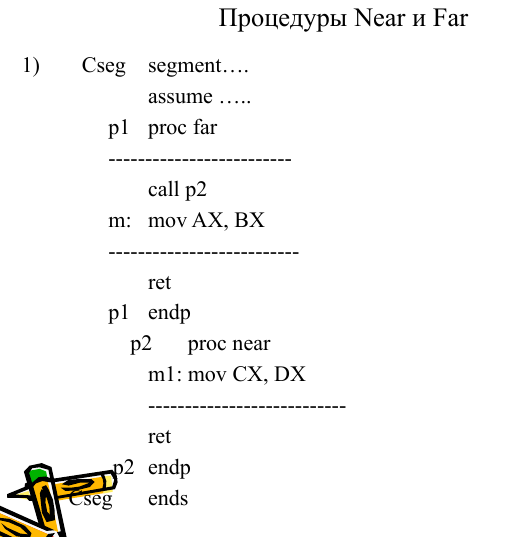 Процедуры Near и Far
1) Cseg segment….
assume …..
p1 proc far
-------------------------
call p2
m: mov AX, BX
--------------------------
ret
p1 endp
p2 proc near
m1: mov CX, DX
---------------------------
ret
p2 endp
Cseg ends